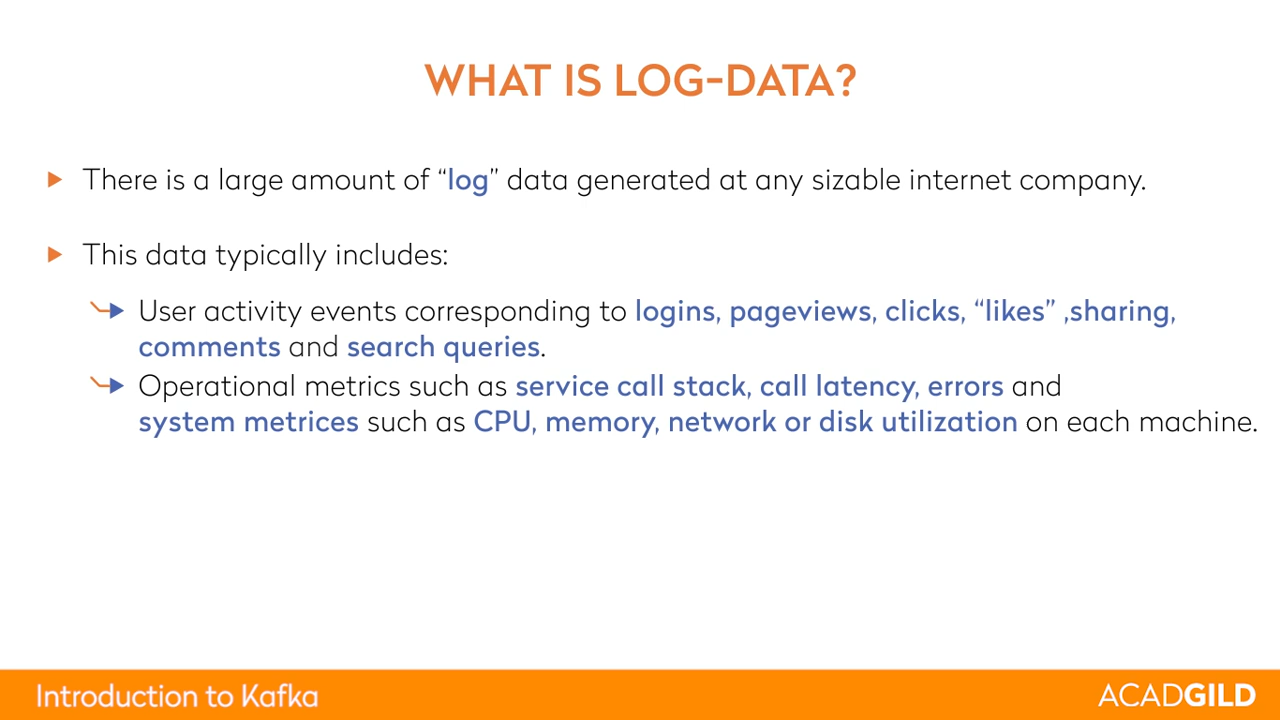 WHAT IS LOG-DATA?
There is a large amount of “log” data generated at any sizable internet company.
This data typically includes:
User activity events corresponding to logins, pageviews, clicks, “likes” ,sharing,
comments and search queries.
Operational metrics such as service call stack, call latency, errors and
system metrices such as CPU, memory, network or disk utilization on each machine.
Introduction to Kafka
ACADGILD